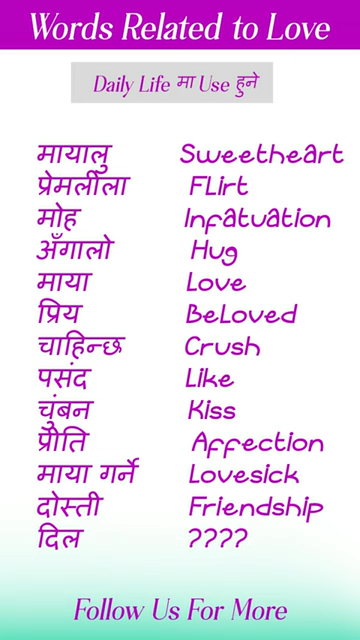 Words Related to Love
Daily Life मा Use हुने
मायालु Sweetheart
प्रेमलीला FLirt
मोह Infatuation
अँगालो Hug
माया Love
प्रिय BeLoved
चाहिन्छ Crush
पसंद Like
चुंबन Kiss
प्रीति Affection
माया गर्ने Lovesick
दोस्ती Friendship
दिल ????
Follow Us For More